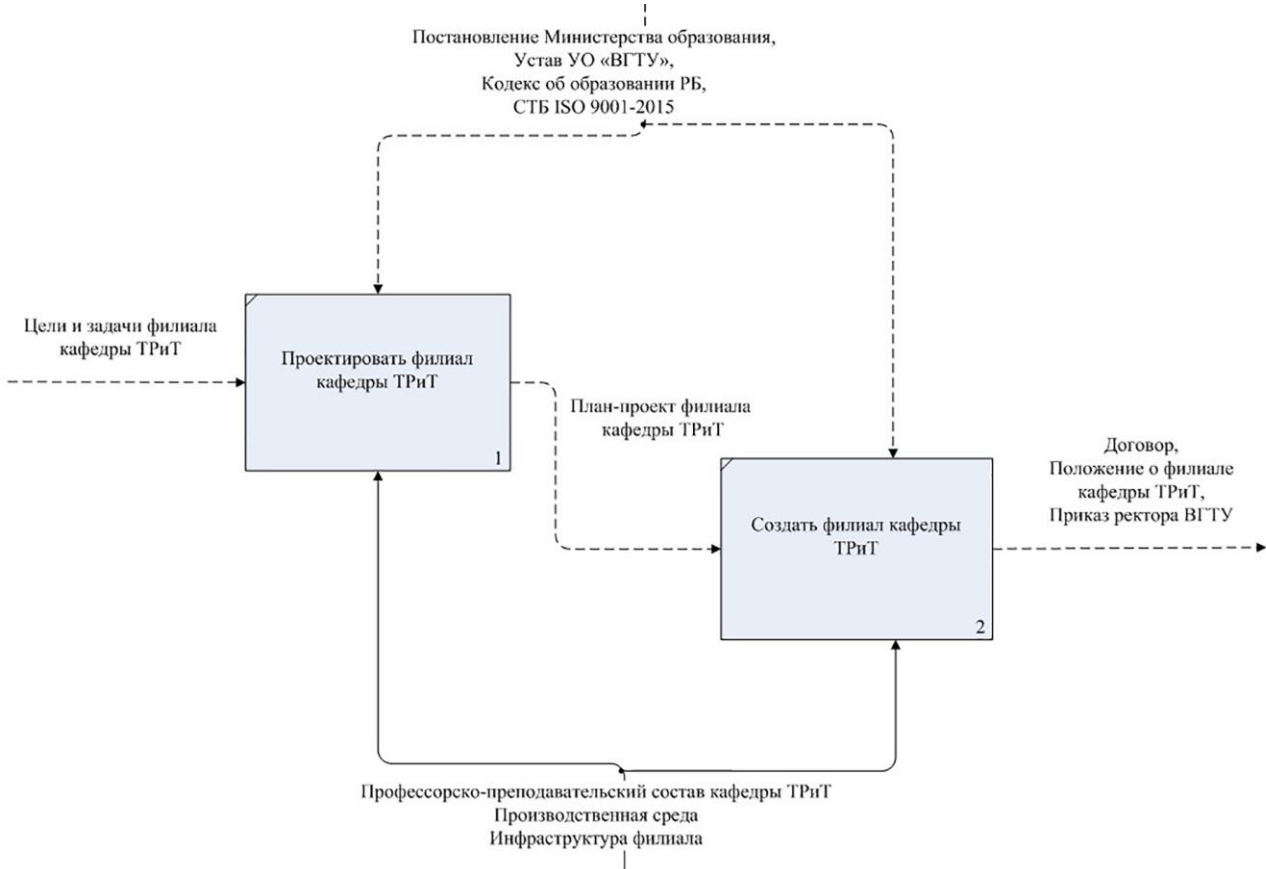 Постановление Министерства образования,
Устав УО «ВГТУ»,
Кодекс об образовании РБ,
СТБ ISO 9001-2015
Цели и задачи филиала
кафедры ТРиТ
Проектировать филиал
кафедры ТРиТ
1
План-проект филиала
кафедры ТРиТ
Создать филиал кафедры
ТРиТ
2
Договор,
Положение о филиале
кафедры ТРиТ,
Приказ ректора ВГТУ
Профессорско-преподавательский состав кафедры ТРиТ
Производственная среда
Инфраструктура филиала